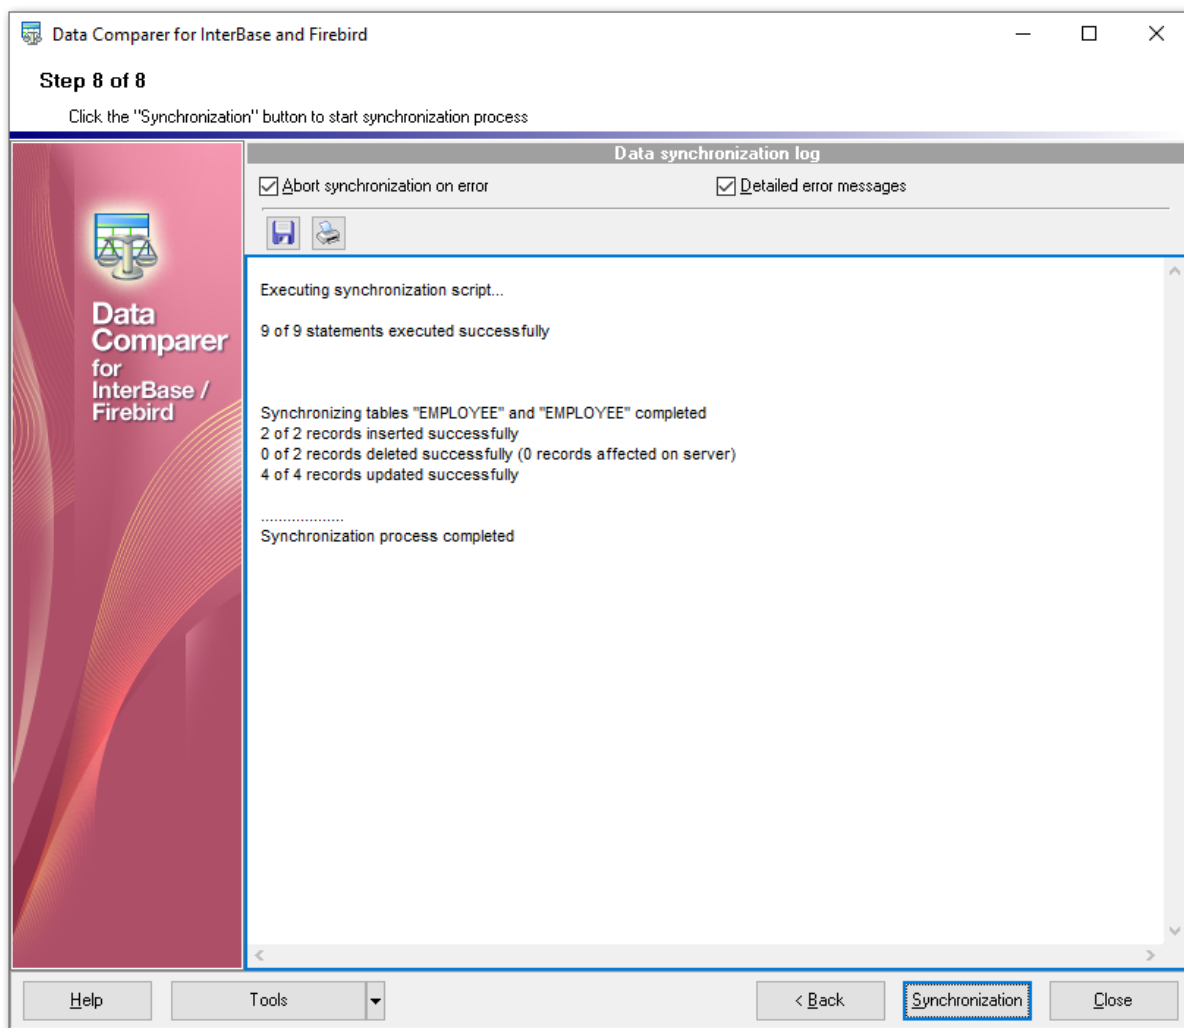 Data Comparer for InterBase and Firebird
Step 8 of 8
Click the "Synchronization" button to start synchronization process
Data
Comparer
for
InterBase /
Firebird
Data synchronization log
Abort synchronization on error
Detailed error messages
Executing synchronization script...
9 of 9 statements executed successfully
Synchronizing tables "EMPLOYEE" and "EMPLOYEE" completed
2 of 2 records inserted successfully
0 of 2 records deleted successfully (0 records affected on server)
4 of 4 records updated successfully
...................
Synchronization process completed
Help
Tools
< Back
Synchronization
Close